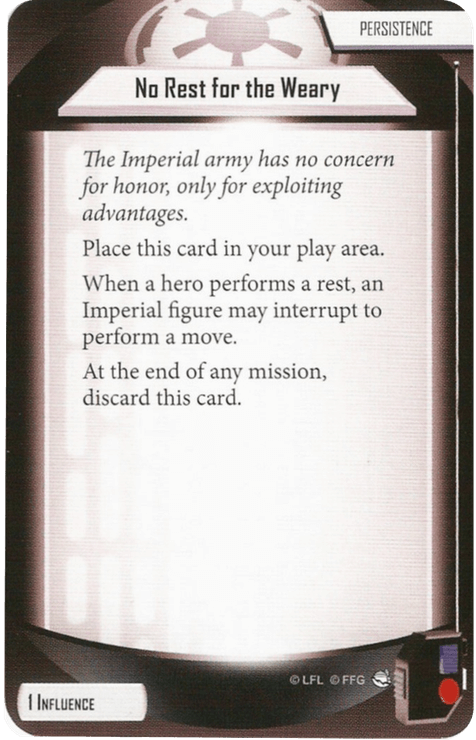 PERSISTENCE
No Rest for the Weary
The Imperial army has no concern
for honor, only for exploiting
advantages.
Place this card in your play area.
When a hero performs a rest, an
Imperial figure may interrupt to
perform a move.
At the end of any mission,
discard this card.
© LFL © FFG
1 INFLUENCE